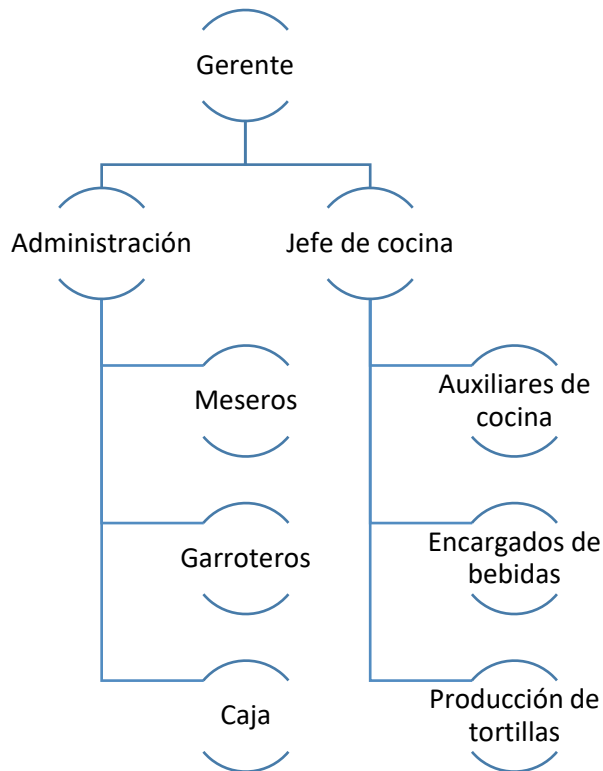 Gerente
Administración
Jefe de cocina
Meseros
Auxiliares de
cocina
Garroteros
Encargados de
bebidas
Caja
Producción de
tortillas